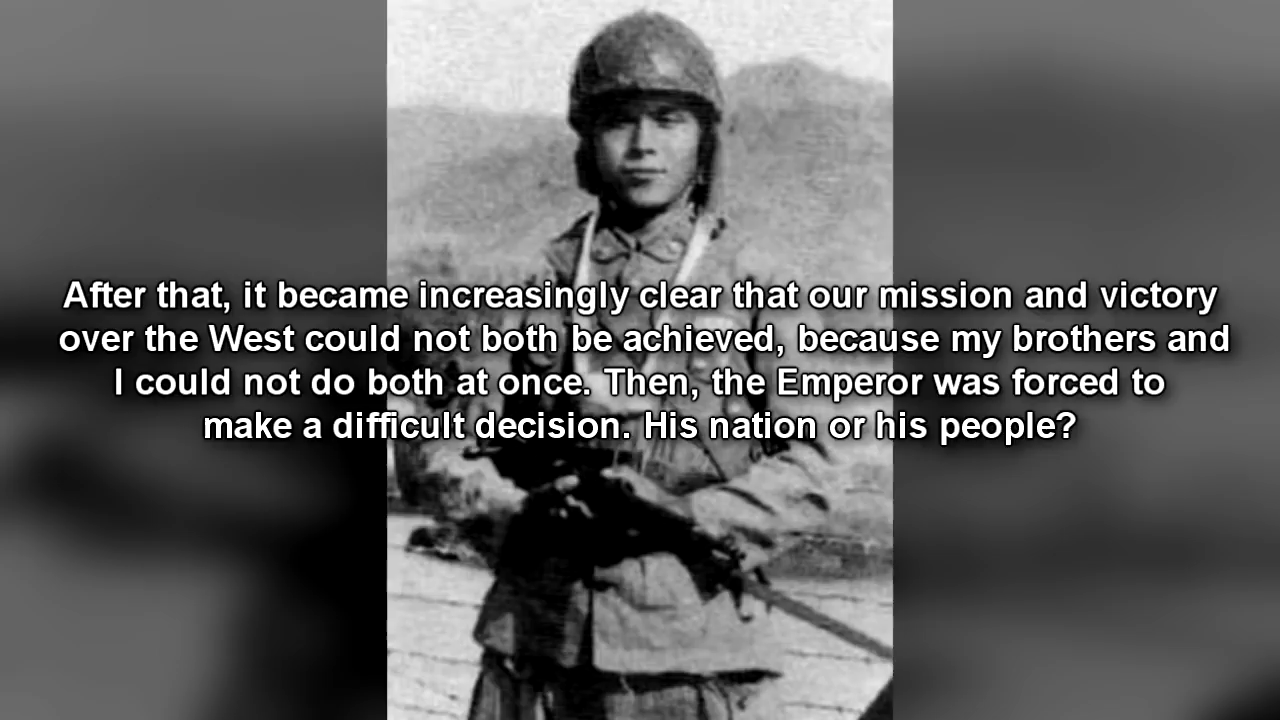 After that, it became increasingly clear that our mission and victory
over the West could not both be achieved, because my brothers and
I could not do both at once. Then, the Emperor was forced to
make a difficult decision. His nation or his people?